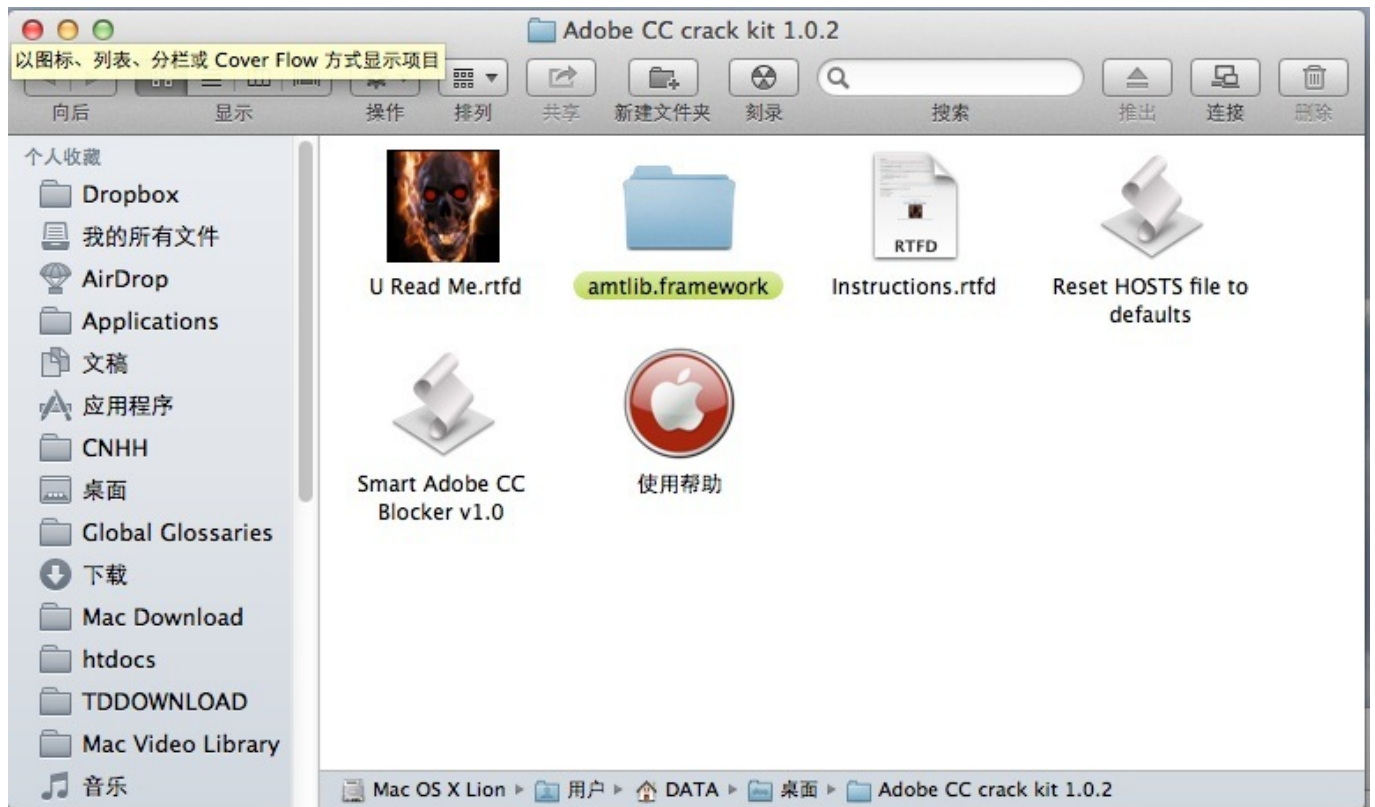 Adobe CC crack kit 1.0.2
以图标、列表、分栏或 Cover Flow 方式显示项目
向后 显示 操作 排列 共享 新建文件夹 刻录 搜索 推出 连接 删除
个人收藏
Dropbox
我的所有文件
AirDrop
Applications
文稿
应用程序
CNHH
桌面
Global Glossaries
下载
Mac Download
htdocs
TDDOWNLOAD
Mac Video Library
音乐
U Read Me.rtfd
amtlib.framework
RTFD
Instructions.rtfd
Reset HOSTS file to
defaults
Smart Adobe CC
Blocker v1.0
使用帮助
Mac OS X Lion ▸ 用户 ▸ DATA ▸ 桌面 ▸ Adobe CC crack kit 1.0.2